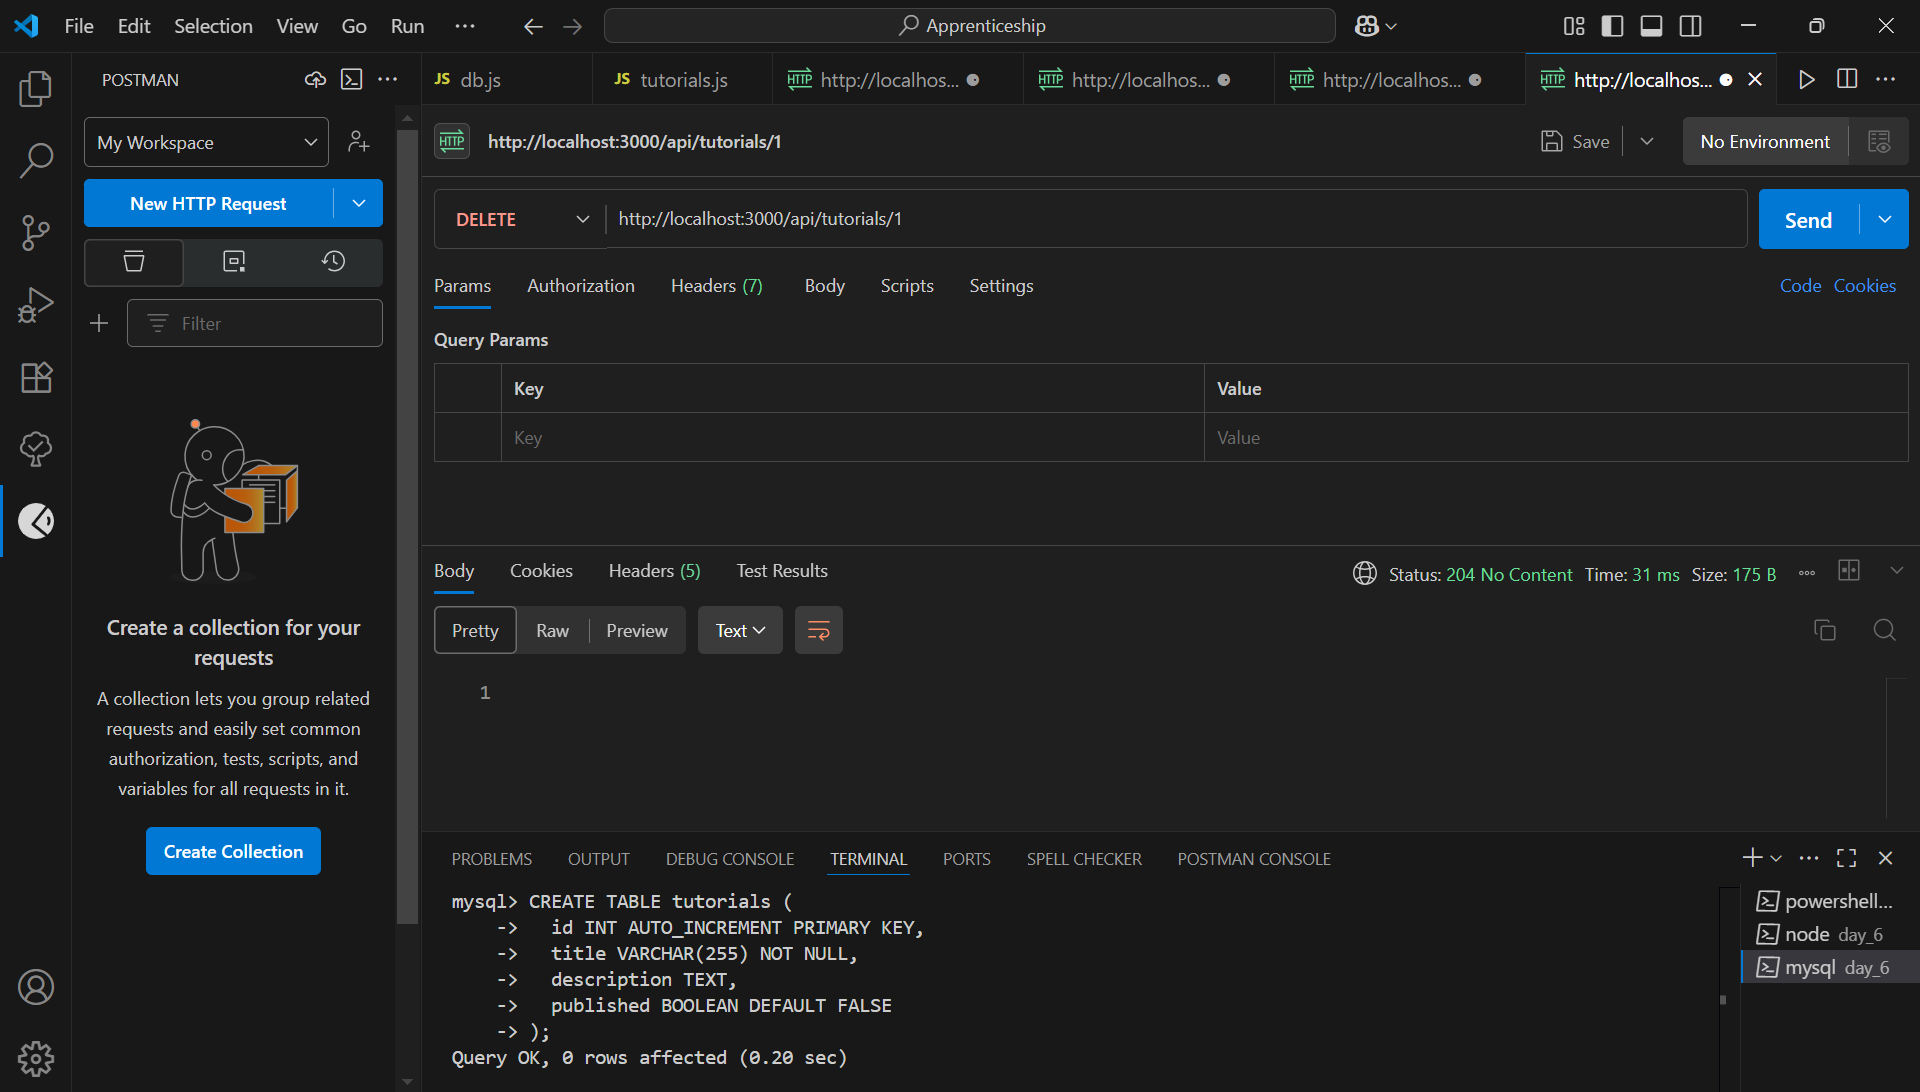 File Edit Selection View Go Run ··· Apprenticeship
POSTMAN
JS db.js
JS tutorials.js
HTTP http://localhos...
HTTP http://localhos...
HTTP http://localhos...
HTTP http://localhos...
My Workspace
HTTP http://localhost:3000/api/tutorials/1
Save
No Environment
New HTTP Request
DELETE http://localhost:3000/api/tutorials/1
Send
Filter
Params Authorization Headers (7) Body Scripts Settings
Code Cookies
Query Params
Key Value
Key Value
Create a collection for your
requests
A collection lets you group related
requests and easily set common
authorization, tests, scripts, and
variables for all requests in it.
Create Collection
Body Cookies Headers (5) Test Results
Status: 204 No Content Time: 31 ms Size: 175 B
Pretty Raw Preview Text
1
PROBLEMS OUTPUT DEBUG CONSOLE TERMINAL PORTS SPELL CHECKER POSTMAN CONSOLE
mysql> CREATE TABLE tutorials (
    ->   id INT AUTO_INCREMENT PRIMARY KEY,
    ->   title VARCHAR(255) NOT NULL,
    ->   description TEXT,
    ->   published BOOLEAN DEFAULT FALSE
    -> );
Query OK, 0 rows affected (0.20 sec)
powershell...
node day_6
mysql day_6